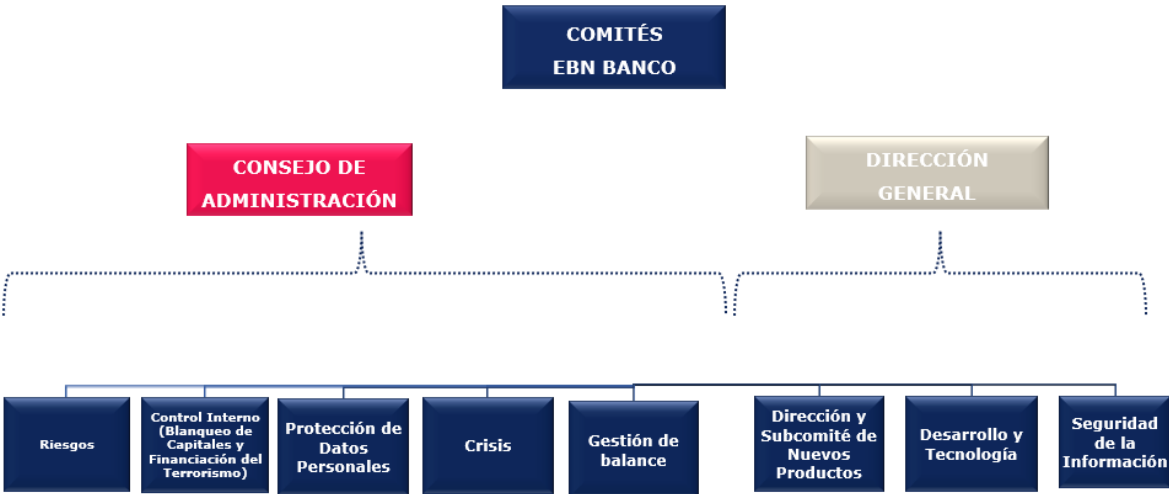 COMITÉS
EBN BANCO
CONSEJO DE
ADMINISTRACIÓN
DIRECCIÓN
GENERAL
Riesgos
Control Interno
(Blanqueo de
Capitales y
Financiación del
Terrorismo)
Protección de
Datos
Personales
Crisis
Gestión de
balance
Dirección y
Subcomité de
Nuevos
Productos
Desarrollo y
Tecnología
Seguridad
de la
Información